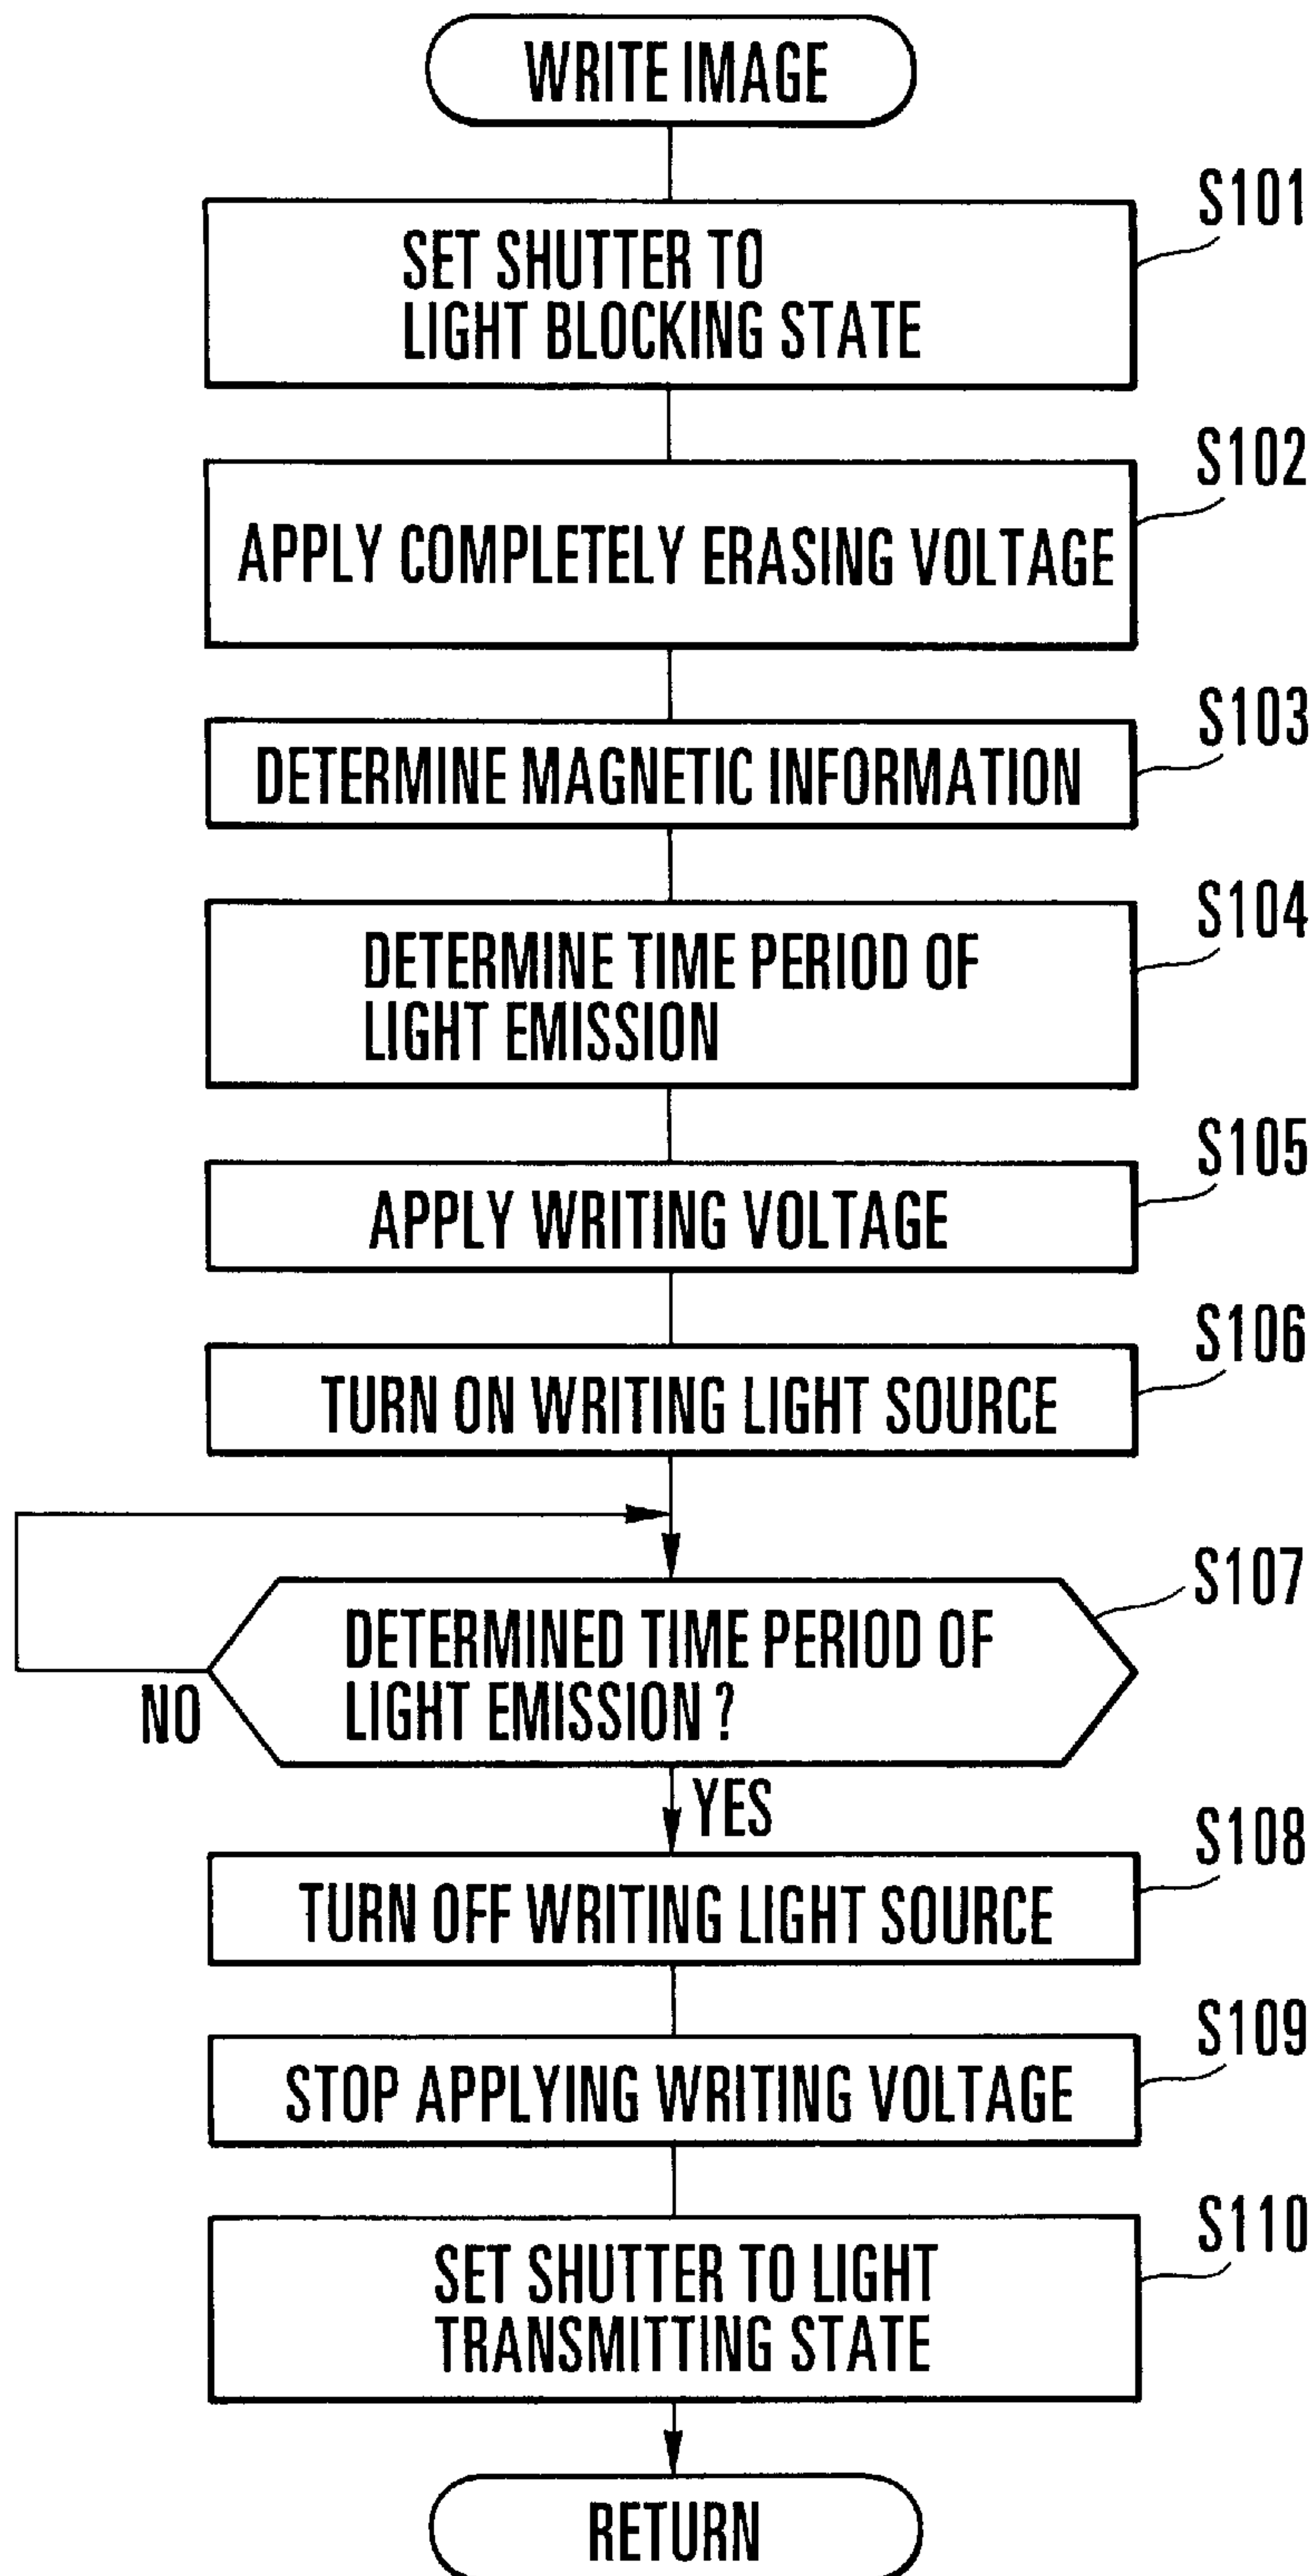 WRITE IMAGE
S101
SET SHUTTER TO
LIGHT BLOCKING STATE
S102
APPLY COMPLETELY ERASING VOLTAGE
S103
DETERMINE MAGNETIC INFORMATION
S104
DETERMINE TIME PERIOD OF
LIGHT EMISSION
S105
APPLY WRITING VOLTAGE
S106
TURN ON WRITING LIGHT SOURCE
S107
DETERMINED TIME PERIOD OF
LIGHT EMISSION ?
NO
YES
S108
TURN OFF WRITING LIGHT SOURCE
S109
STOP APPLYING WRITING VOLTAGE
S110
SET SHUTTER TO LIGHT
TRANSMITTING STATE
RETURN